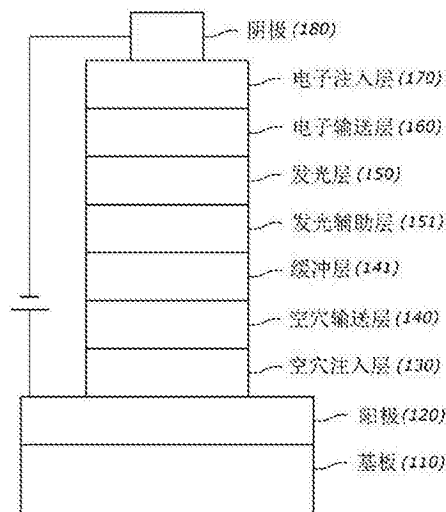 阴极(180)
电子注入层(170)
电子输送层(160)
发光层(150)
发光辅助层(151)
缓冲层(141)
空穴输送层(140)
空穴注入层(130)
阳极(120)
基板(110)